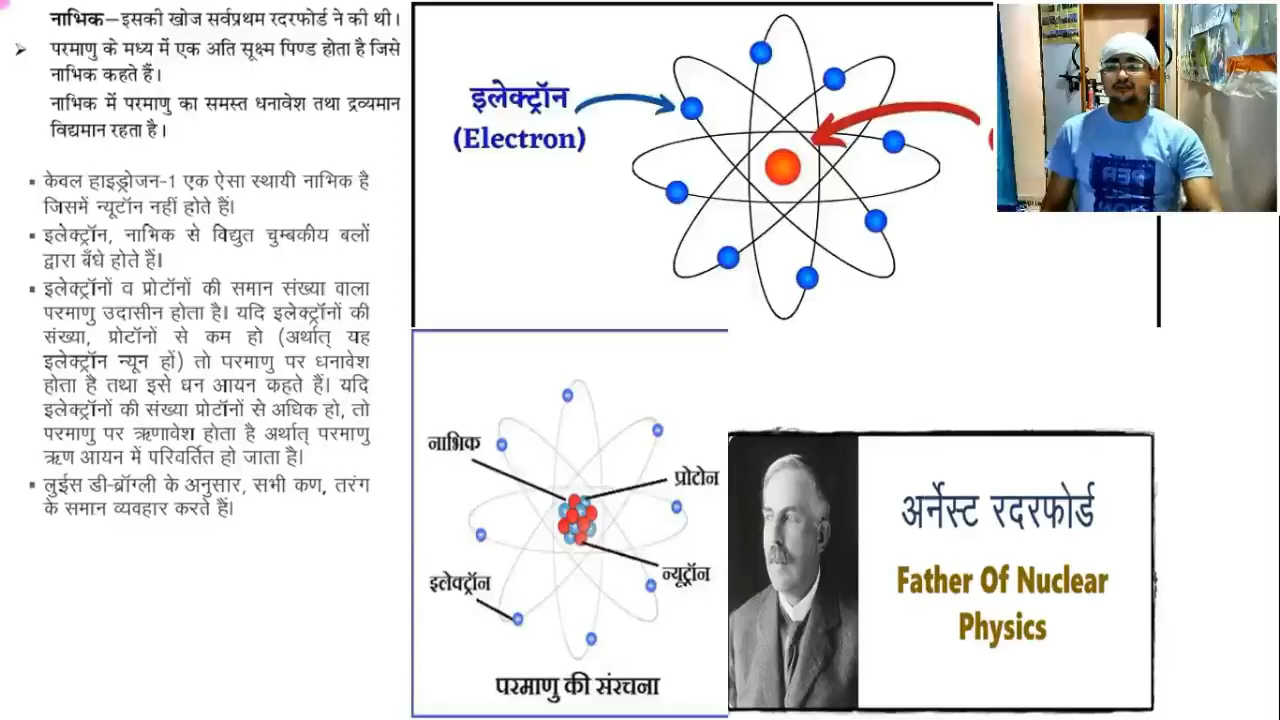 नाभिक—इसकी खोज सर्वप्रथम रदरफोर्ड ने की थी।
परमाणु के मध्य में एक अति सूक्ष्म पिण्ड होता है जिसे
नाभिक कहते हैं।
नाभिक में परमाणु का समस्त धनावेश तथा द्रव्यमान
विद्यमान रहता है।
▪ केवल हाइड्रोजन-1 एक ऐसा स्थायी नाभिक है
जिसमें न्यूटॉन नहीं होते हैं।
▪ इलेक्ट्रॉन, नाभिक से विद्युत चुम्बकीय बलों
द्वारा बँधे होते हैं।
▪ इलेक्ट्रॉनों व प्रोटॉनों की समान संख्या वाला
परमाणु उदासीन होता है। यदि इलेक्ट्रॉनों की
संख्या, प्रोटॉनों से कम हो (अर्थात् यह
इलेक्ट्रॉन न्यून हों) तो परमाणु पर धनावेश
होता है तथा इसे धन आयन कहते हैं। यदि
इलेक्ट्रॉनों की संख्या प्रोटॉनों से अधिक हो, तो
परमाणु पर ऋणावेश होता है अर्थात् परमाणु
ऋण आयन में परिवर्तित हो जाता है।
▪ लुईस डी-ब्रॉग्ली के अनुसार, सभी कण, तरंग
के समान व्यवहार करते हैं।
इलेक्ट्रॉन
(Electron)
नाभिक
प्रोटोन
न्यूट्रॉन
इलेक्ट्रॉन
परमाणु की संरचना
अर्नेस्ट रदरफोर्ड
Father Of Nuclear
Physics